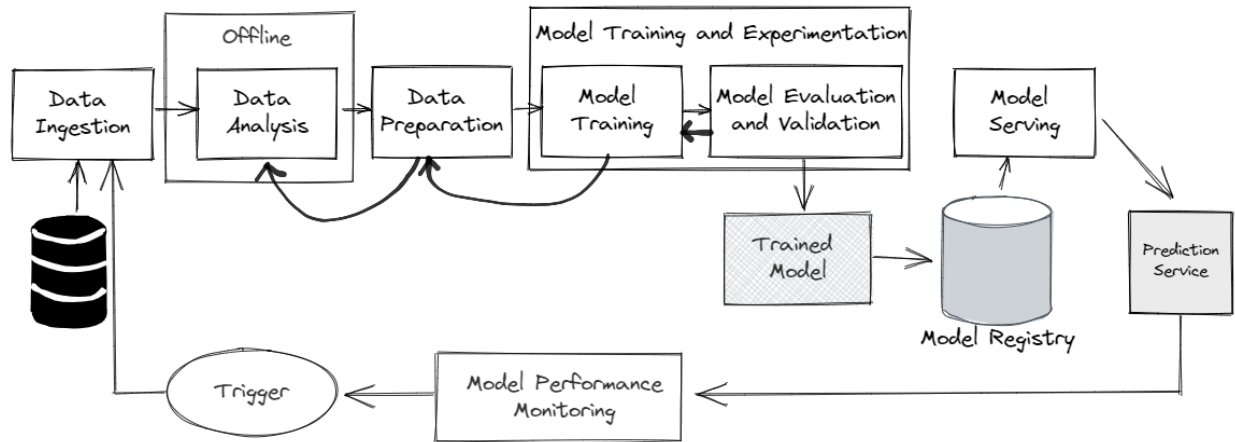 Offline
Model Training and Experimentation
Data
Ingestion
Data
Analysis
Data
Preparation
Model
Training
Model Evaluation
and Validation
Model
Serving
Trained
Model
Prediction
Service
Model Registry
Trigger
Model Performance
Monitoring